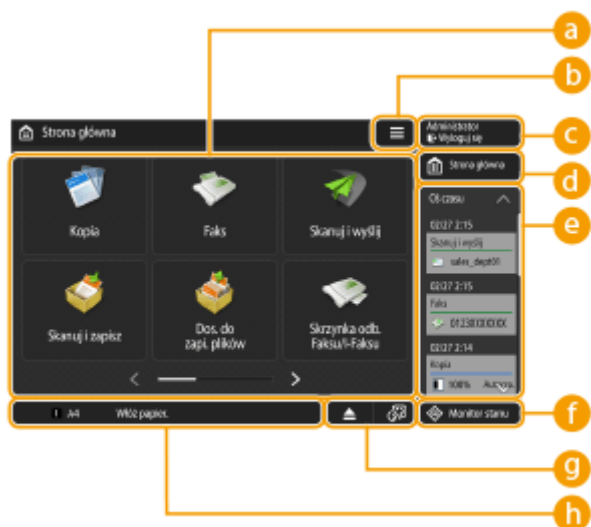 a
b
Strona główna
Administrator
Wyloguj się
c
Strona główna
d
Oś czasu
e
Kopia
Faks
Skanuj i wyślij
02/27 2:15
Skanuj i wyślij
sales_dept01
02/27 2:15
Faks
0123XXXXXXX
02/27 2:14
Kopia
100%
Skanuj i zapisz
Dos. do
zapi. plików
Skrzynka odb.
Faksu/I-Faksu
A4 Włóż papier.
Monitor stanu
f
g
h